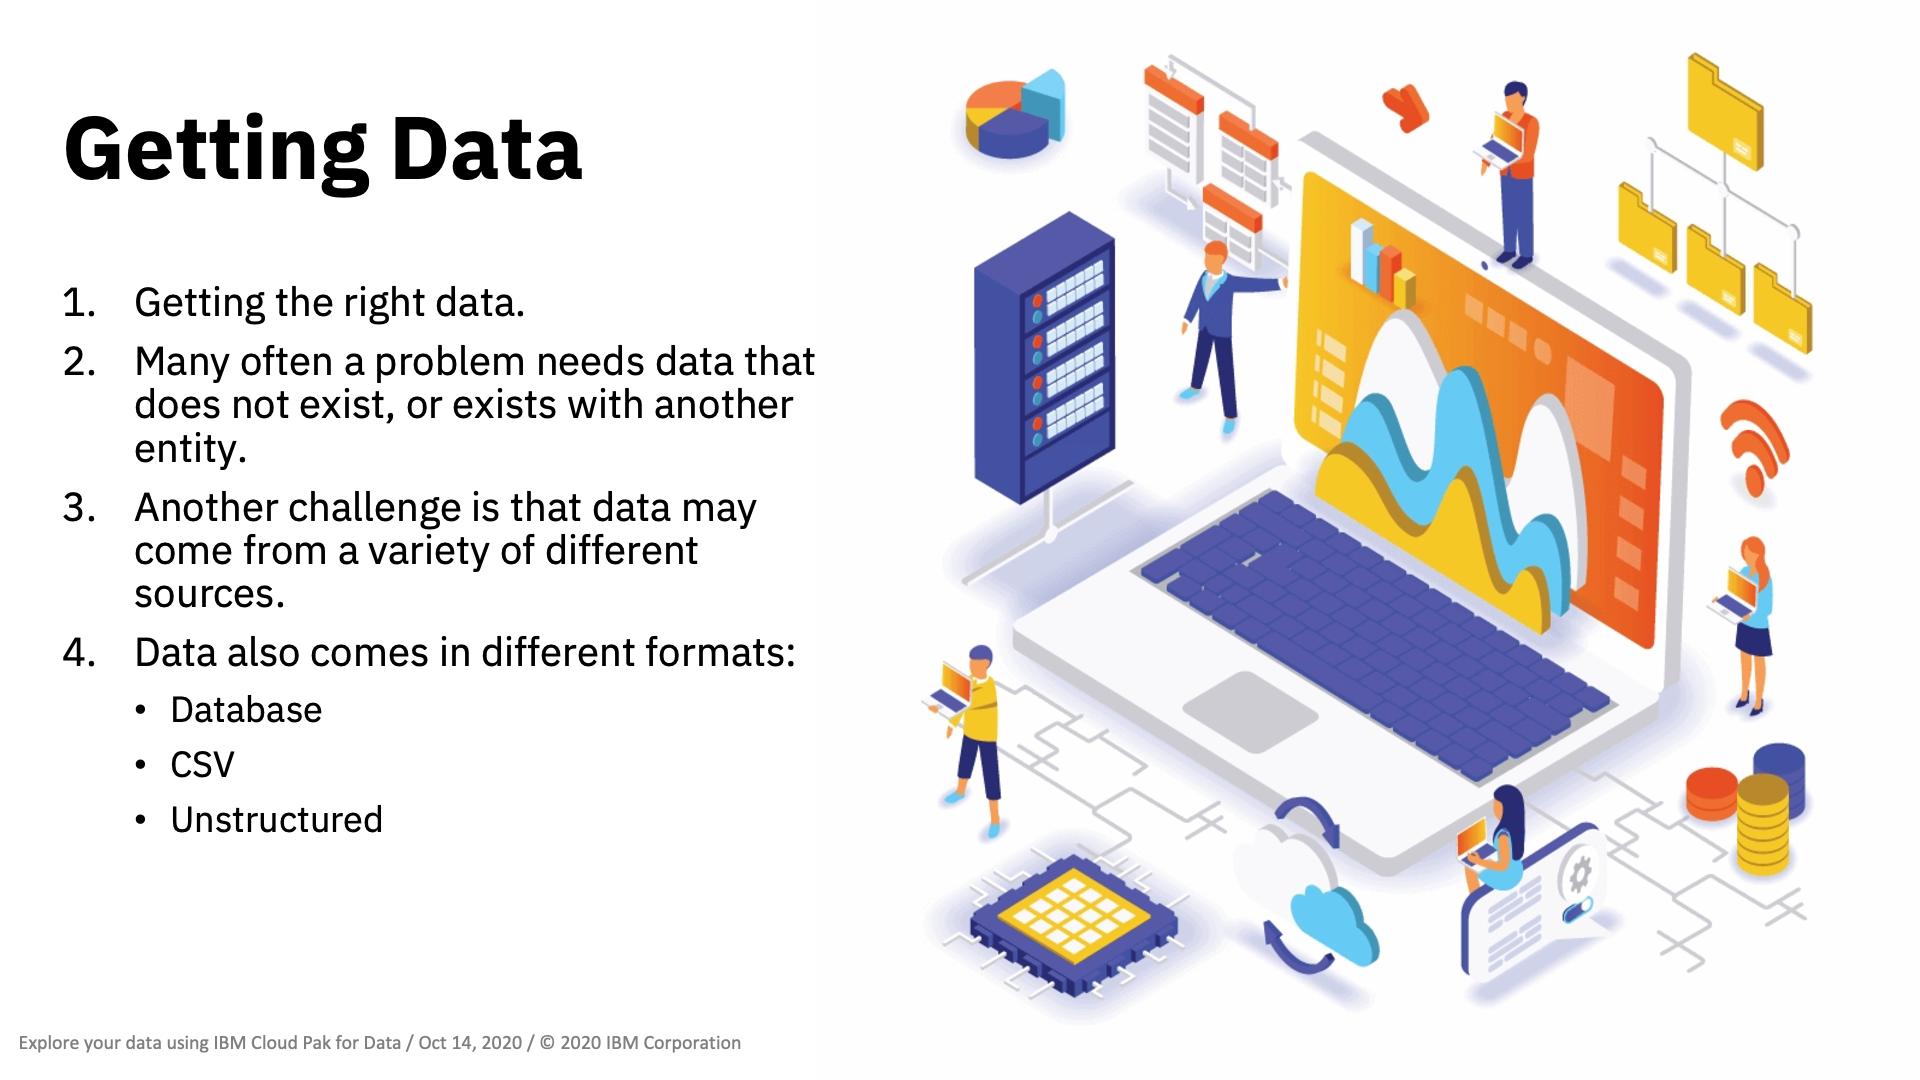 Getting Data
1. Getting the right data.
2. Many often a problem needs data that
does not exist, or exists with another
entity.
3. Another challenge is that data may
come from a variety of different
sources.
4. Data also comes in different formats:
• Database
• CSV
• Unstructured
Explore your data using IBM Cloud Pak for Data / Oct 14, 2020 / © 2020 IBM Corporation